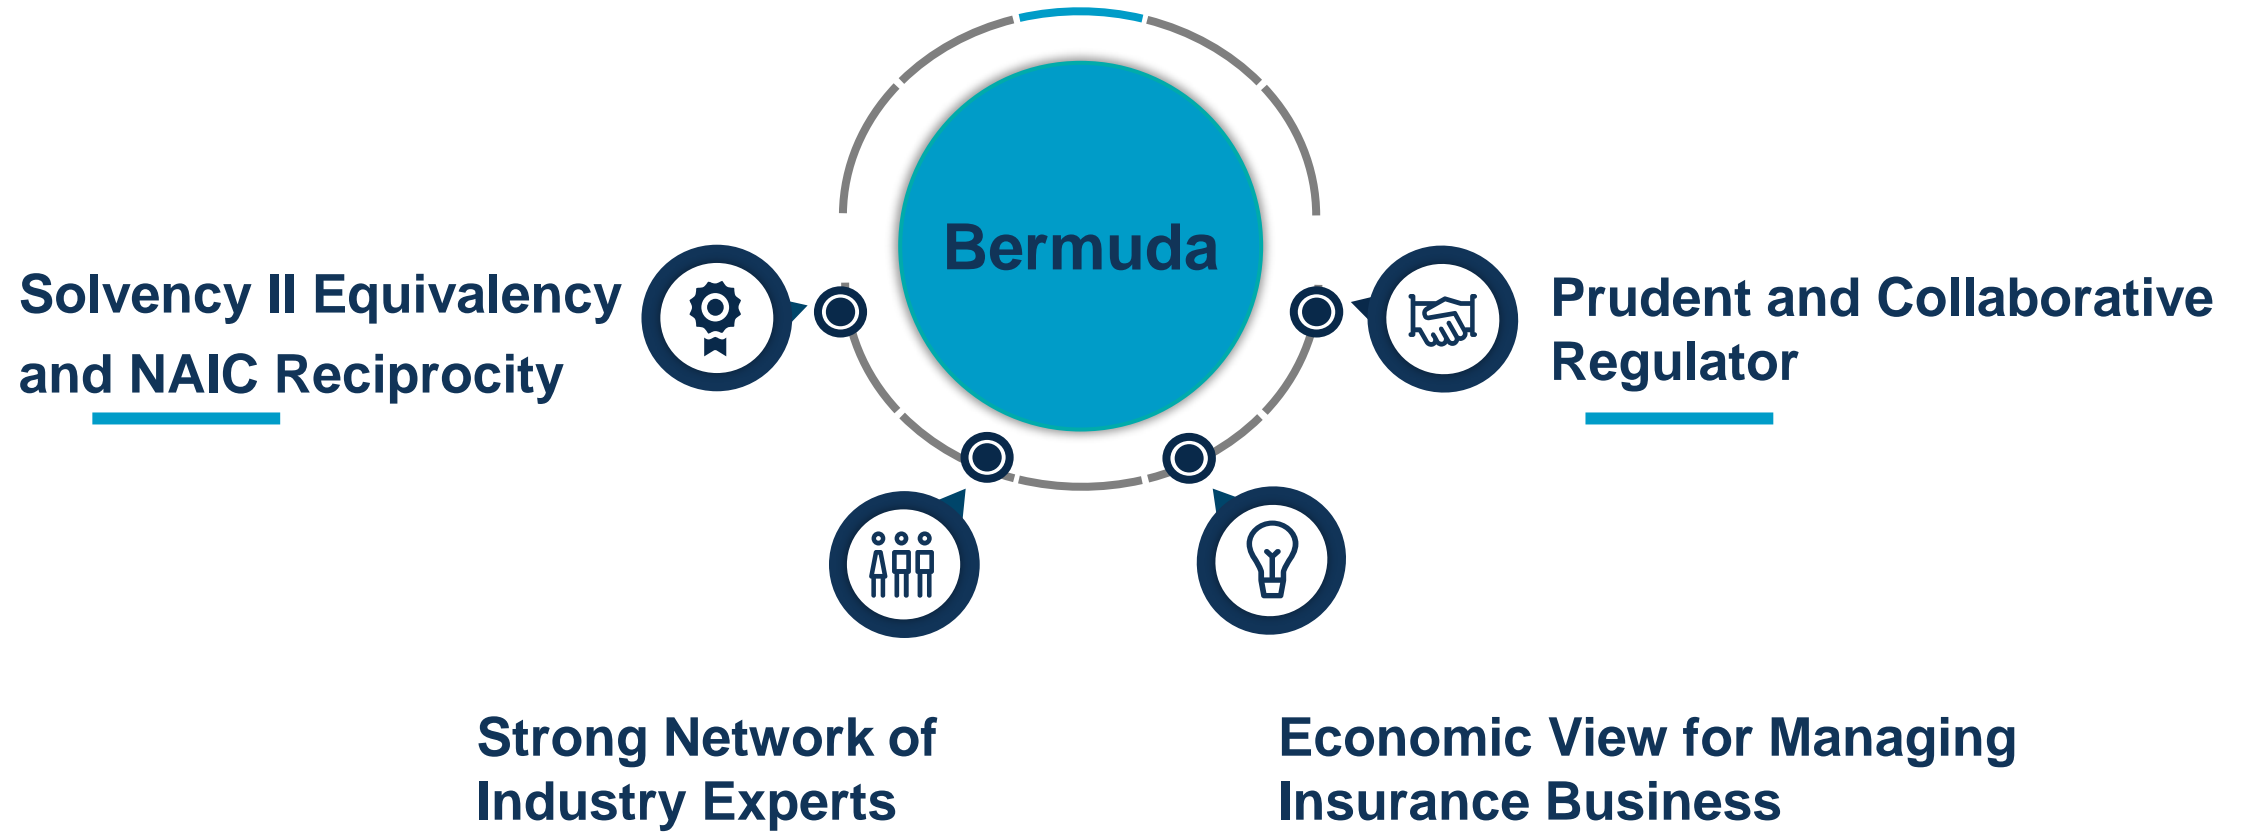 Bermuda
Solvency II Equivalency
and NAIC Reciprocity
Prudent and Collaborative
Regulator
Strong Network of
Industry Experts
Economic View for Managing
Insurance Business